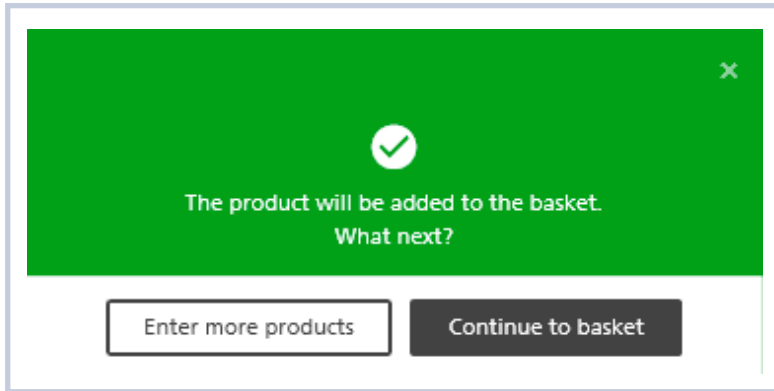 The product will be added to the basket.
What next?
Enter more products
Continue to basket